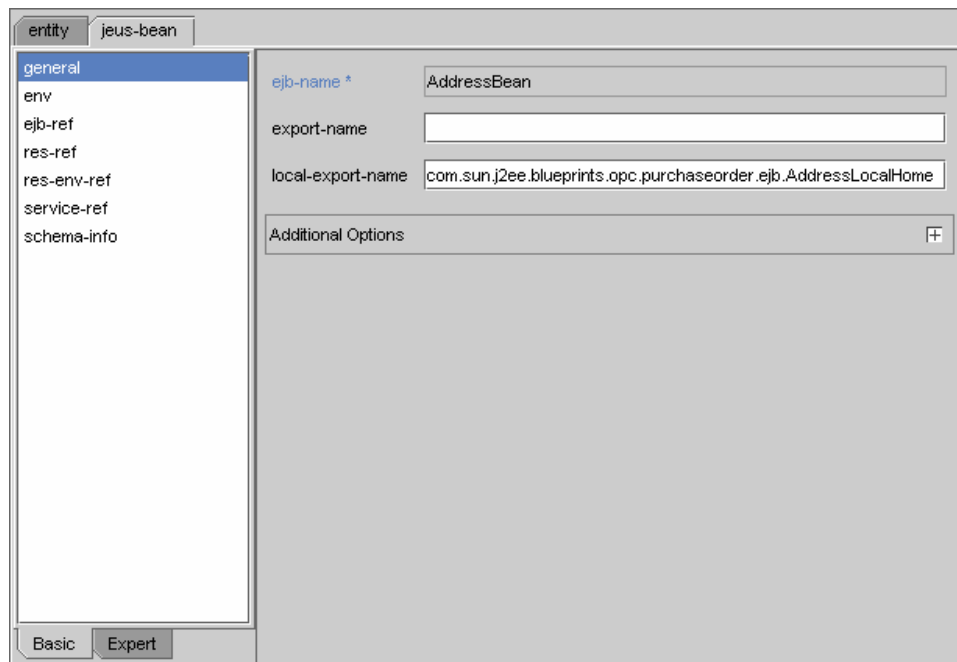 entity jeus-bean
general
env
ejb-ref
res-ref
res-env-ref
service-ref
schema-info
ejb-name * AddressBean
export-name
local-export-name com.sun.j2ee.blueprints.opc.purchaseorder.ejb.AddressLocalHome
Additional Options
Basic Expert